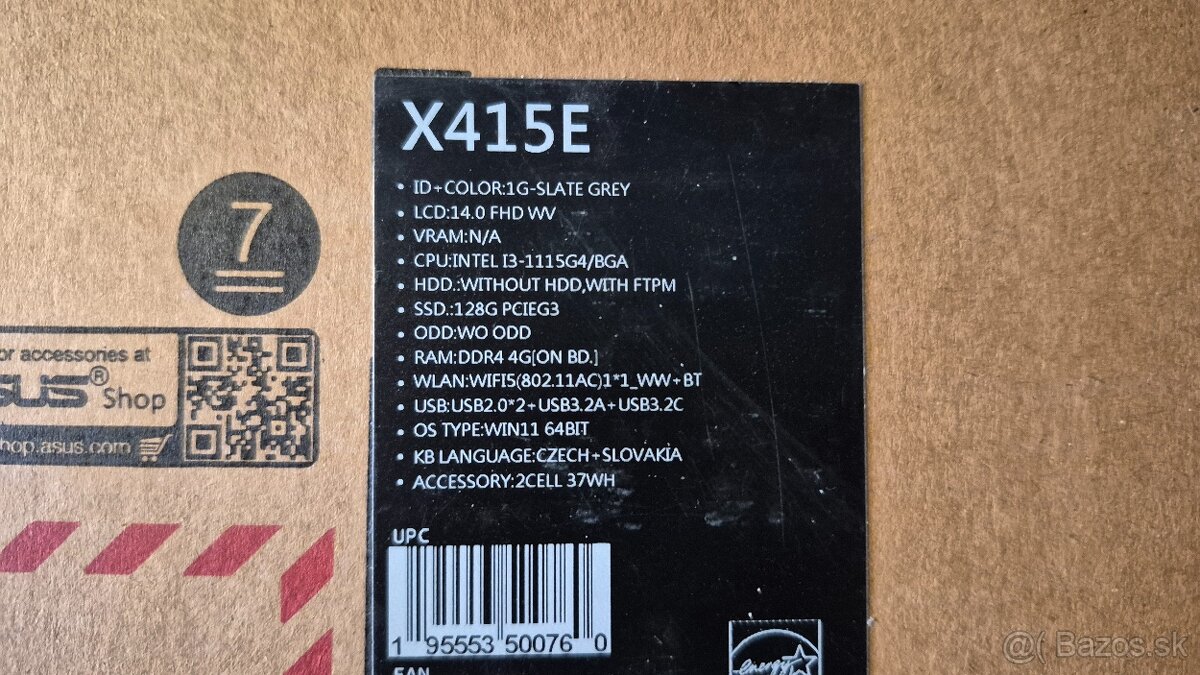 X415E
• ID+COLOR:1G-SLATE GREY
• LCD:14.0 FHD WV
• VRAM:N/A
• CPU:INTEL I3-1115G4/BGA
• HDD.:WITHOUT HDD,WITH FTPM
• SSD.:128G PCIEG3
• ODD:WO ODD
• RAM:DDR4 4G[ON BD.]
• WLAN:WIFI5(802.11AC)1*1_WW+BT
• USB:USB2.0*2+USB3.2A+USB3.2C
• OS TYPE:WIN11 64BIT
• KB LANGUAGE:CZECH+SLOVAKIA
• ACCESSORY:2CELL 37WH
UPC
1 95553 50076 0
EAN
energy
7
or accessories at
SUS® Shop
hop.asus.com
@( Bazos.sk